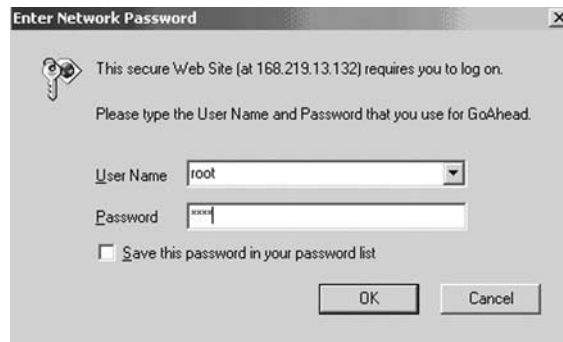 Enter Network Password
This secure Web Site (at 168.219.13.132) requires you to log on.
Please type the User Name and Password that you use for GoAhead.
User Name root
Password ****
Save this password in your password list
OK Cancel